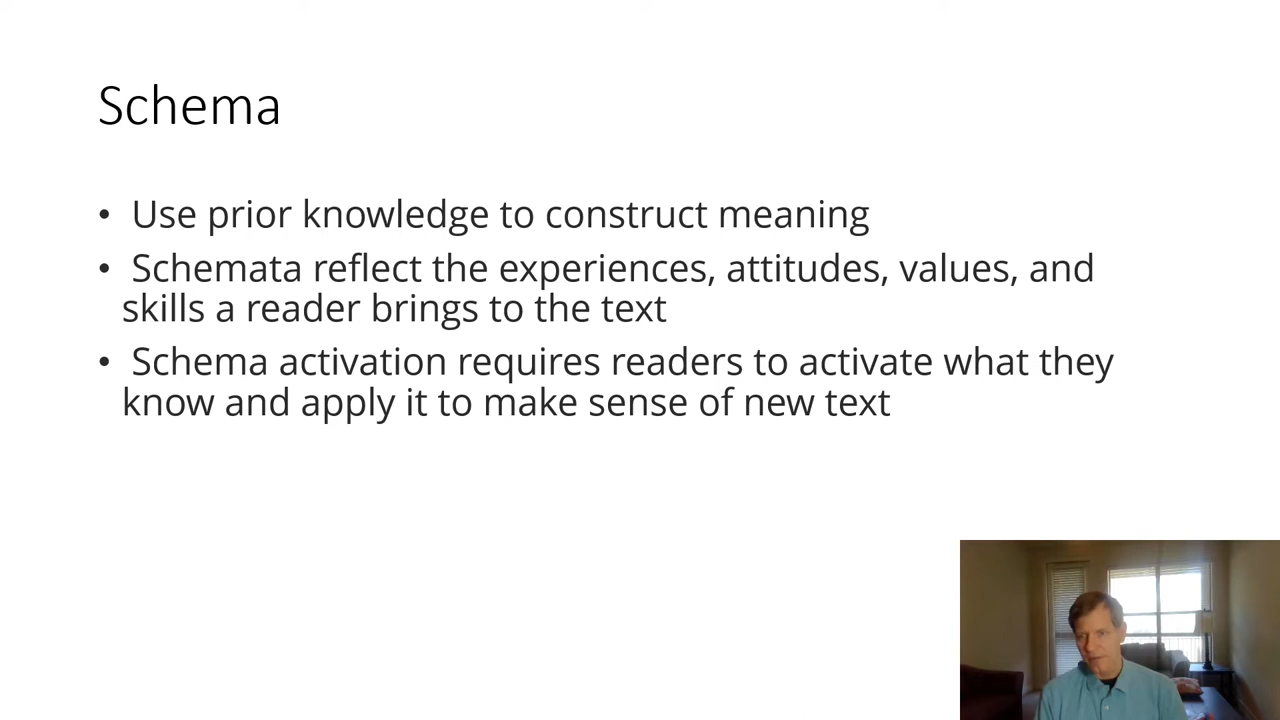 Schema
• Use prior knowledge to construct meaning
• Schemata reflect the experiences, attitudes, values, and
skills a reader brings to the text
• Schema activation requires readers to activate what they
know and apply it to make sense of new text